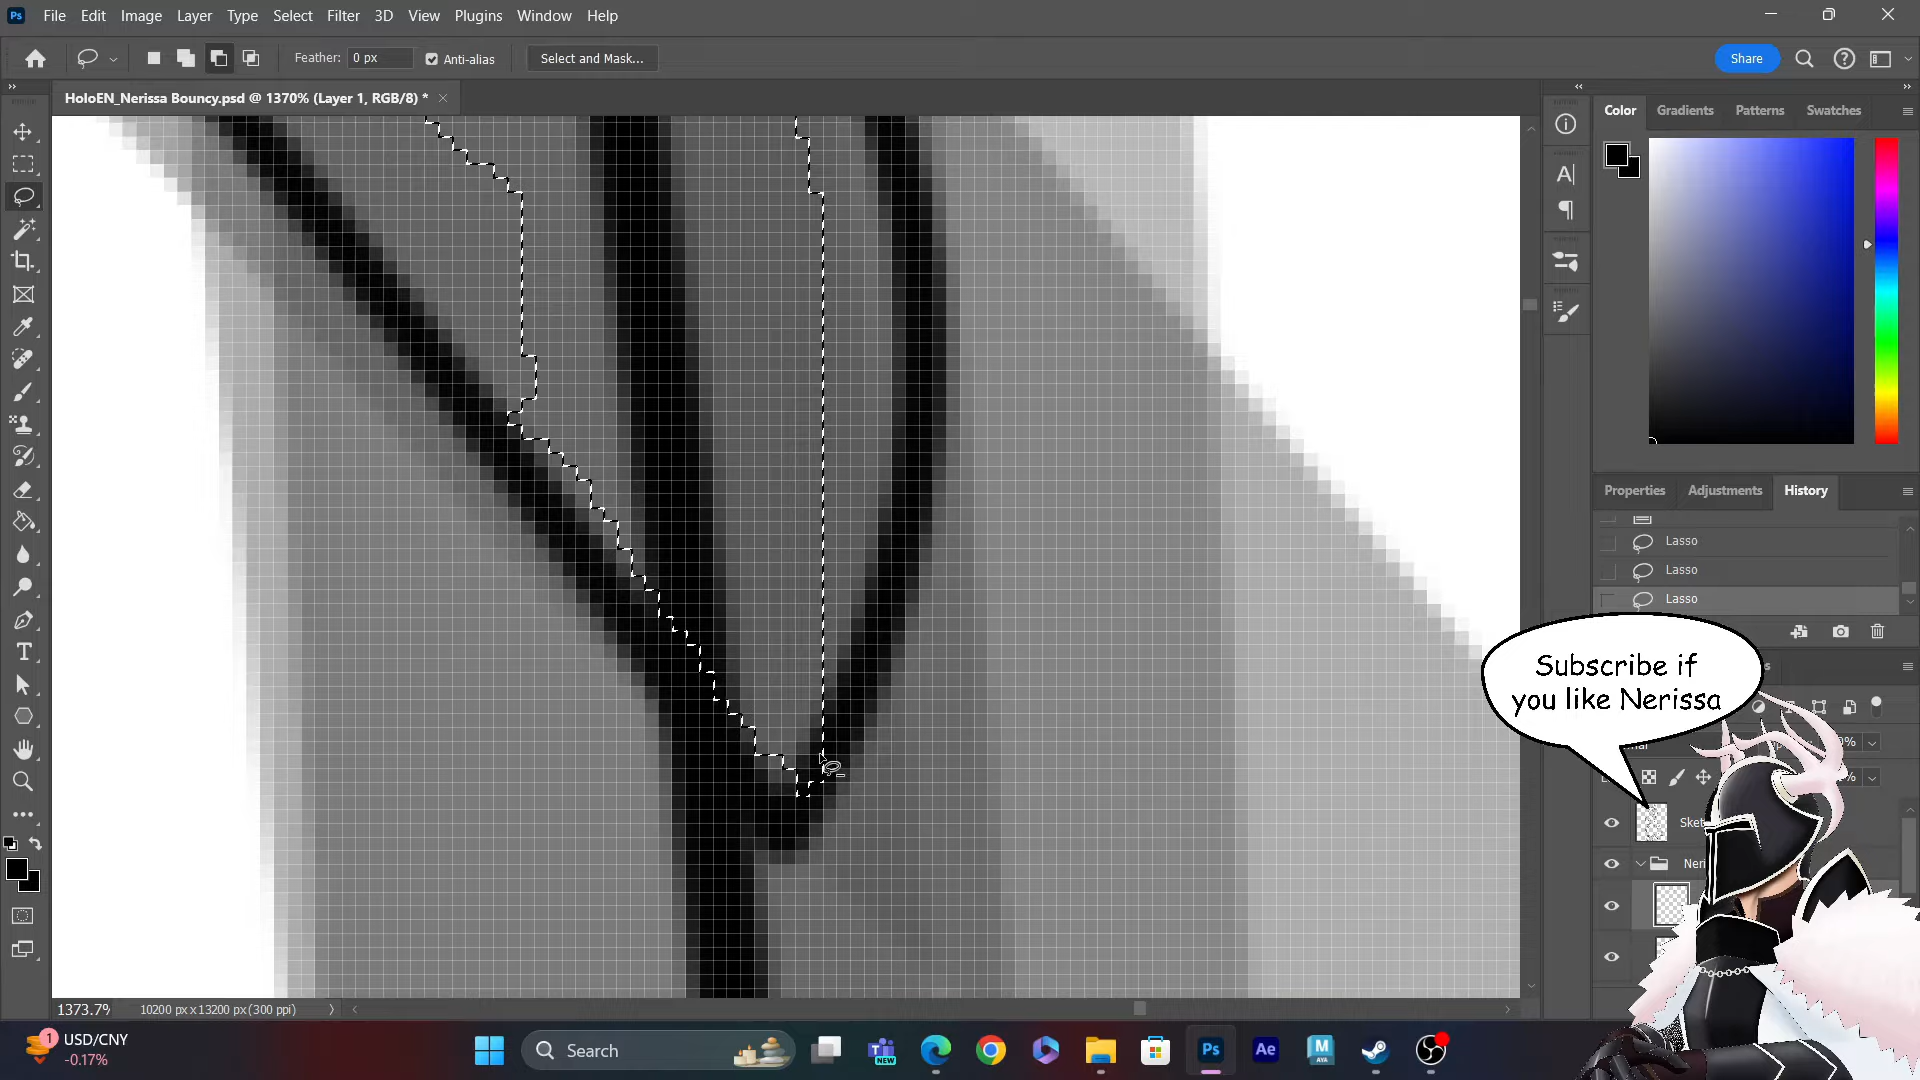 File Edit Image Layer Type Select Filter 3D View Plugins Window Help
Feather: 0 px Anti-alias Select and Mask... Share
HoloEN_Nerissa Bouncy.psd @ 1370% (Layer 1, RGB/8) *
Color Gradients Patterns Swatches
Properties Adjustments History
Lasso
Lasso
Lasso
Subscribe if
you like Nerissa
1373.7% 10200 px x 13200 px (300 ppi)
1 USD/CNY
-0.17%
Search
NEW
Ps
Ae
M